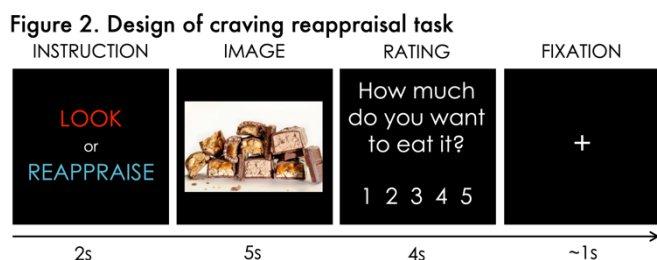 Figure 2. Design of craving reappraisal task
INSTRUCTION
IMAGE
RATING
FIXATION
LOOK
or
REAPPRAISE
How much
do you want
to eat it?
1 2 3 4 5
+
2s
5s
4s
~1s